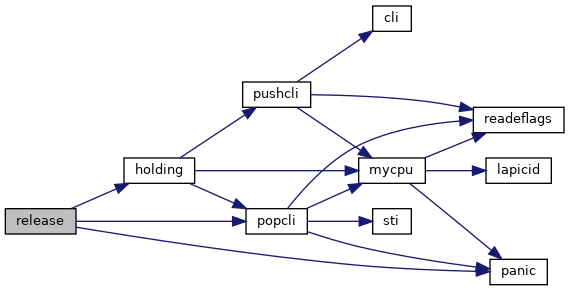 release
holding
pushcli
popcli
cli
mycpu
sti
readeflags
lapicid
panic